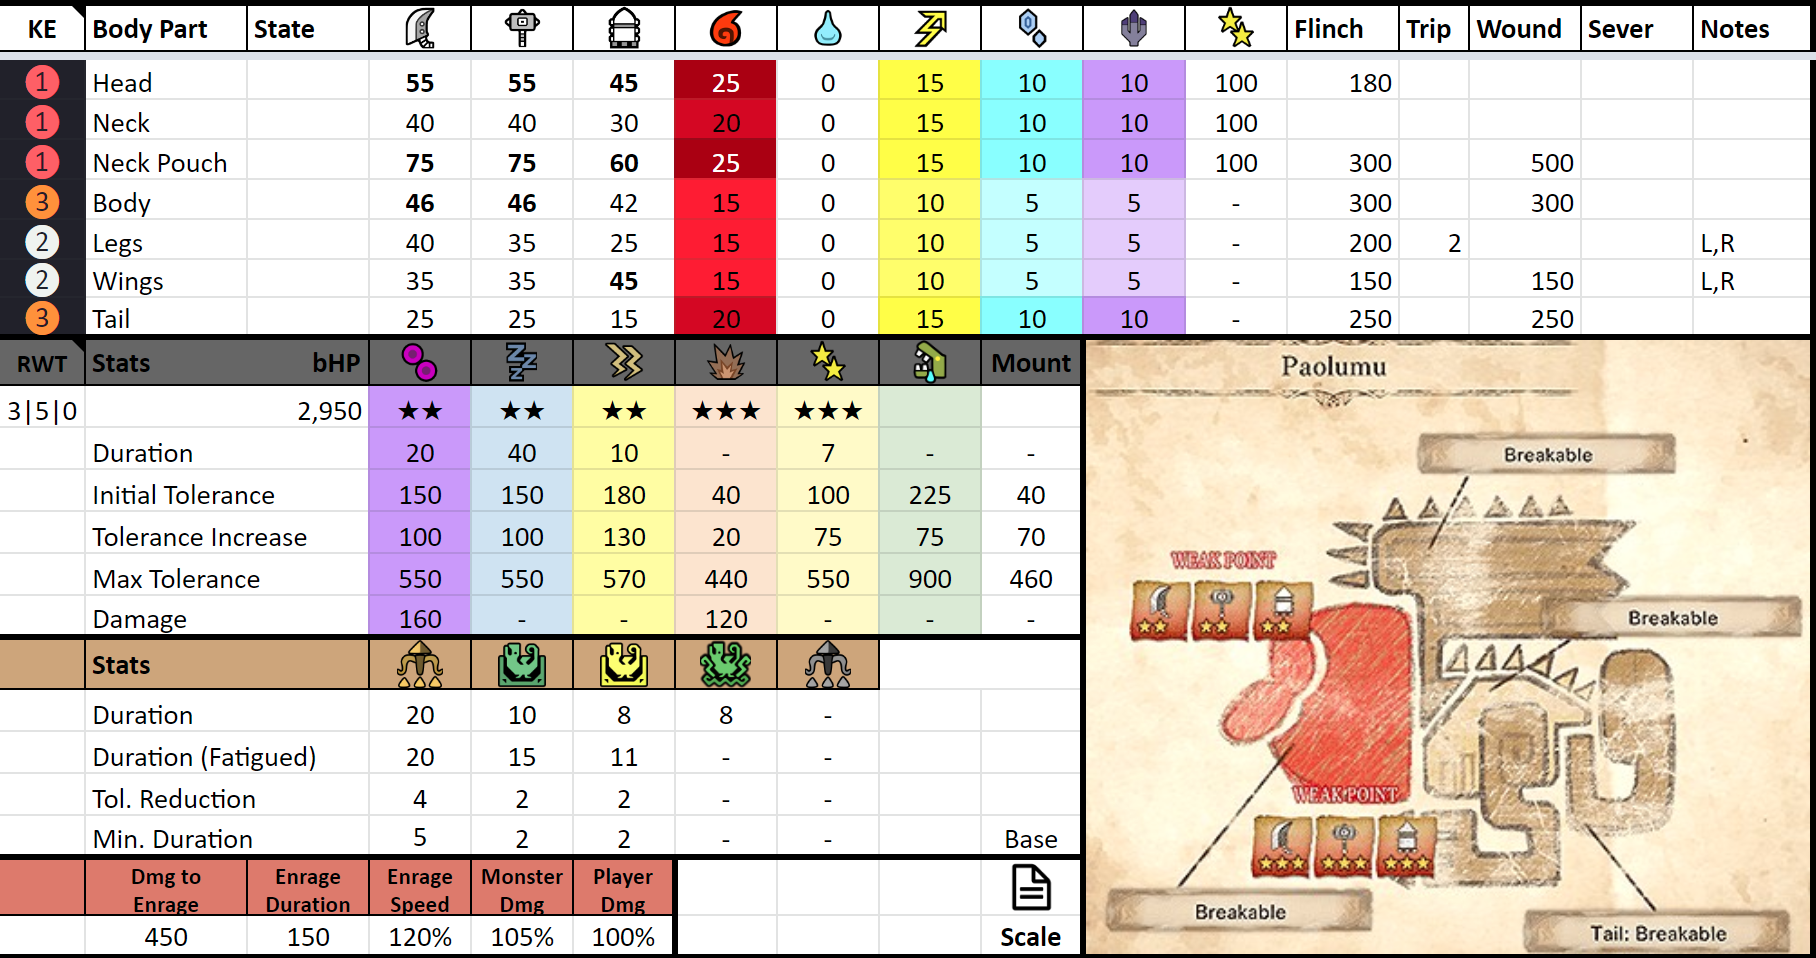 KE Body Part State Flinch Trip Wound Sever Notes
1 Head 55 55 45 25 0 15 10 10 100 180
1 Neck 40 40 30 20 0 15 10 10 100
1 Neck Pouch 75 75 60 25 0 15 10 10 100 300 500
3 Body 46 46 42 15 0 10 5 5 - 300 300
2 Legs 40 35 25 15 0 10 5 5 - 200 2 L,R
2 Wings 35 35 45 15 0 10 5 5 - 150 150 L,R
3 Tail 25 25 15 20 0 15 10 10 - 250 250
RWT Stats bHP Mount
3|5|0 2,950 ★★ ★★ ★★ ★★★ ★★★
Duration 20 40 10 - 7 - -
Initial Tolerance 150 150 180 40 100 225 40
Tolerance Increase 100 100 130 20 75 75 70
Max Tolerance 550 550 570 440 550 900 460
Damage 160 - - 120 - - -
Stats
Duration 20 10 8 8 -
Duration (Fatigued) 20 15 11 - -
Tol. Reduction 4 2 2 - -
Min. Duration 5 2 2 - - Base
Dmg to Enrage Enrage Duration Enrage Speed Monster Dmg Player Dmg
450 150 120% 105% 100% Scale
Paolumu
Breakable
WEAK POINT
Breakable
WEAK POINT
Breakable
Tail: Breakable